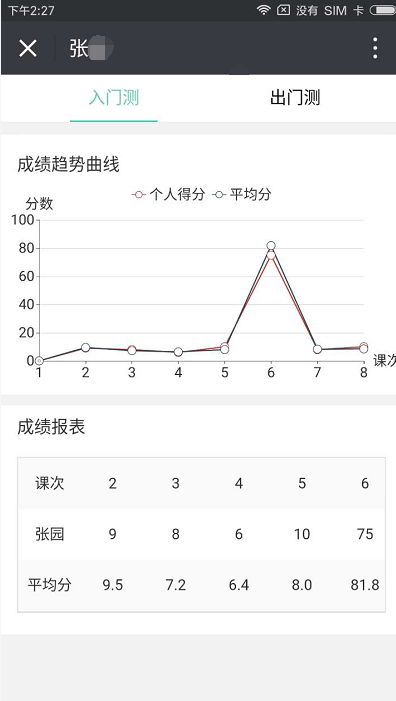 下午2:27 没有 SIM 卡
张
入门测 出门测
成绩趋势曲线
个人得分 平均分
分数
100
80
60
40
20
0
课次
1 2 3 4 5 6 7 8
成绩报表
课次 2 3 4 5 6
张园 9 8 6 10 75
平均分 9.5 7.2 6.4 8.0 81.8